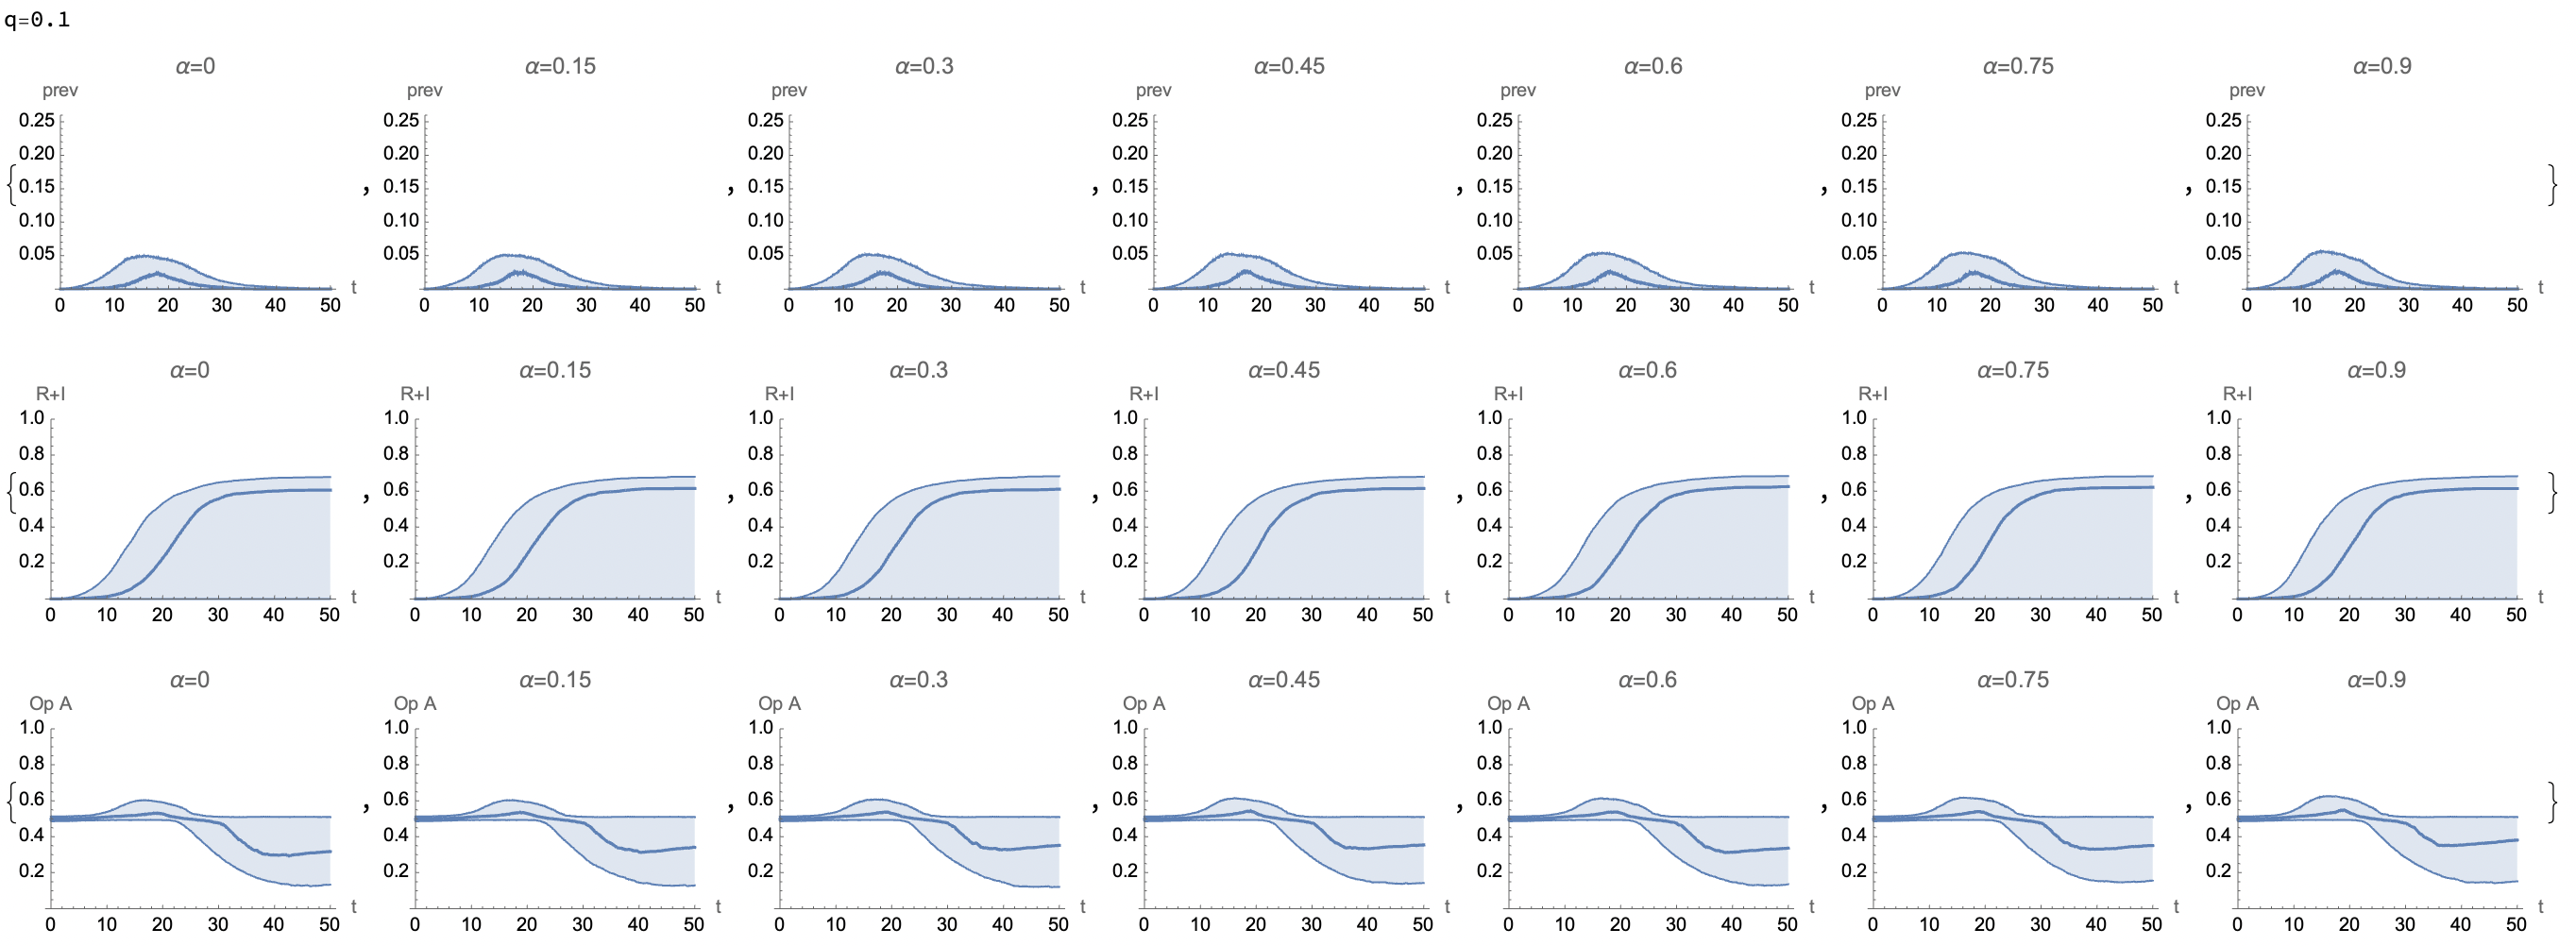 q=0.1
α=0 α=0.15 α=0.3 α=0.45 α=0.6 α=0.75 α=0.9
prev prev prev prev prev prev prev
0.25 0.25 0.25 0.25 0.25 0.25 0.25
0.20 0.20 0.20 0.20 0.20 0.20 0.20
{ 0.15 , 0.15 , 0.15 , 0.15 , 0.15 , 0.15 , 0.15 }
0.10 0.10 0.10 0.10 0.10 0.10 0.10
0.05 0.05 0.05 0.05 0.05 0.05 0.05
t t t t t t t
0 10 20 30 40 50 0 10 20 30 40 50 0 10 20 30 40 50 0 10 20 30 40 50 0 10 20 30 40 50 0 10 20 30 40 50 0 10 20 30 40 50
α=0 α=0.15 α=0.3 α=0.45 α=0.6 α=0.75 α=0.9
R+I R+I R+I R+I R+I R+I R+I
1.0 1.0 1.0 1.0 1.0 1.0 1.0
0.8 0.8 0.8 0.8 0.8 0.8 0.8
{ 0.6 , 0.6 , 0.6 , 0.6 , 0.6 , 0.6 , 0.6 }
0.4 0.4 0.4 0.4 0.4 0.4 0.4
0.2 0.2 0.2 0.2 0.2 0.2 0.2
t t t t t t t
0 10 20 30 40 50 0 10 20 30 40 50 0 10 20 30 40 50 0 10 20 30 40 50 0 10 20 30 40 50 0 10 20 30 40 50 0 10 20 30 40 50
α=0 α=0.15 α=0.3 α=0.45 α=0.6 α=0.75 α=0.9
Op A Op A Op A Op A Op A Op A Op A
1.0 1.0 1.0 1.0 1.0 1.0 1.0
0.8 0.8 0.8 0.8 0.8 0.8 0.8
{ 0.6 , 0.6 , 0.6 , 0.6 , 0.6 , 0.6 , 0.6 }
0.4 0.4 0.4 0.4 0.4 0.4 0.4
0.2 0.2 0.2 0.2 0.2 0.2 0.2
t t t t t t t
0 10 20 30 40 50 0 10 20 30 40 50 0 10 20 30 40 50 0 10 20 30 40 50 0 10 20 30 40 50 0 10 20 30 40 50 0 10 20 30 40 50